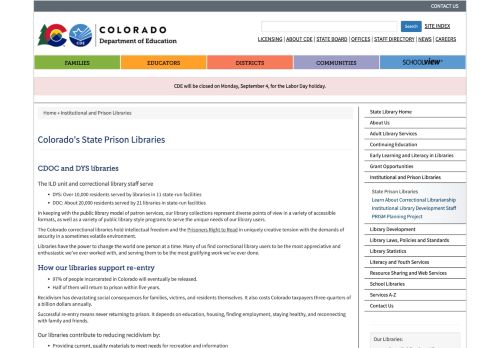 CONTACT US
COLORADO
Department of Education
CDE
Search
SITE INDEX
LICENSING | ABOUT CDE | STATE BOARD | OFFICES | STAFF DIRECTORY | NEWS | CAREERS
FAMILIES
EDUCATORS
DISTRICTS
COMMUNITIES
SCHOOLVIEW
CDE will be closed on Monday, September 4, for the Labor Day holiday.
Home » Institutional and Prison Libraries
Colorado's State Prison Libraries
CDOC and DYS libraries
The ILD unit and correctional library staff serve
• DYS: Over 10,000 residents served by libraries in 11 state-run facilities
• DOC: About 20,000 residents served by 21 libraries in state-run facilities
In keeping with the public library model of patron services, our library collections represent diverse points of view in a variety of accessible
formats, as well as a variety of public library style programs to serve the unique needs of our library users.
The Colorado correctional libraries hold intellectual freedom and the Prisoners Right to Read in uniquely creative tension with the demands of
security in a sometimes volatile environment.
Libraries have the power to change the world one person at a time. Many of us find correctional library users to be the most appreciative and
enthusiastic we've ever worked with, and serving them to be the most gratifying work we've ever done.
How our libraries support re-entry
• 97% of people incarcerated in Colorado will eventually be released.
• Half of them will return to prison within five years.
Recidivism has devastating social consequences for families, victims, and residents themselves. It also costs Colorado taxpayers three-quarters of
a billion dollars annually.
Successful re-entry means never returning to prison. It depends on education, housing, finding employment, staying healthy, and reconnecting
with family and friends.
Our libraries contribute to reducing recidivism by:
• Providing current, quality materials to meet needs for recreation and information
State Library Home
About Us
Adult Library Services
Continuing Education
Early Learning and Literacy in Libraries
Grant Opportunities
Institutional and Prison Libraries
State Prison Libraries
Learn About Correctional Librarianship
Institutional Library Development Staff
PRISM Planning Project
Library Development
Library Laws, Policies and Standards
Library Statistics
Literacy and Youth Services
Resource Sharing and Web Services
School Libraries
Services A-Z
Contact Us
Our Libraries: